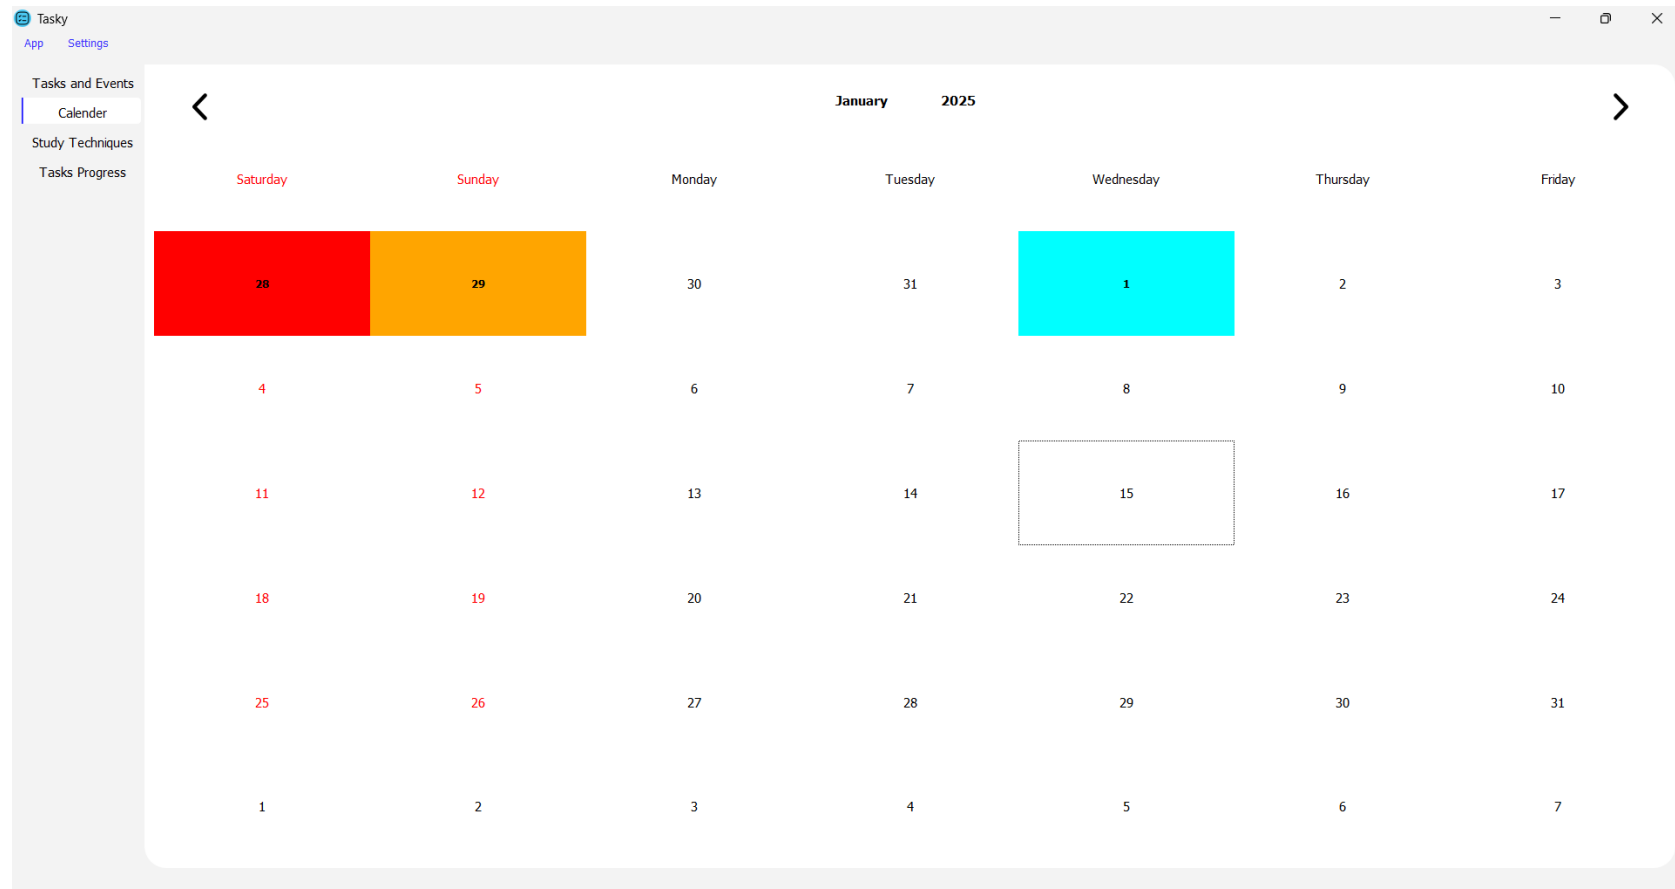 Tasky
App Settings
Tasks and Events
Calender
Study Techniques
Tasks Progress
January 2025
Saturday Sunday Monday Tuesday Wednesday Thursday Friday
28 29 30 31 1 2 3
4 5 6 7 8 9 10
11 12 13 14 15 16 17
18 19 20 21 22 23 24
25 26 27 28 29 30 31
1 2 3 4 5 6 7